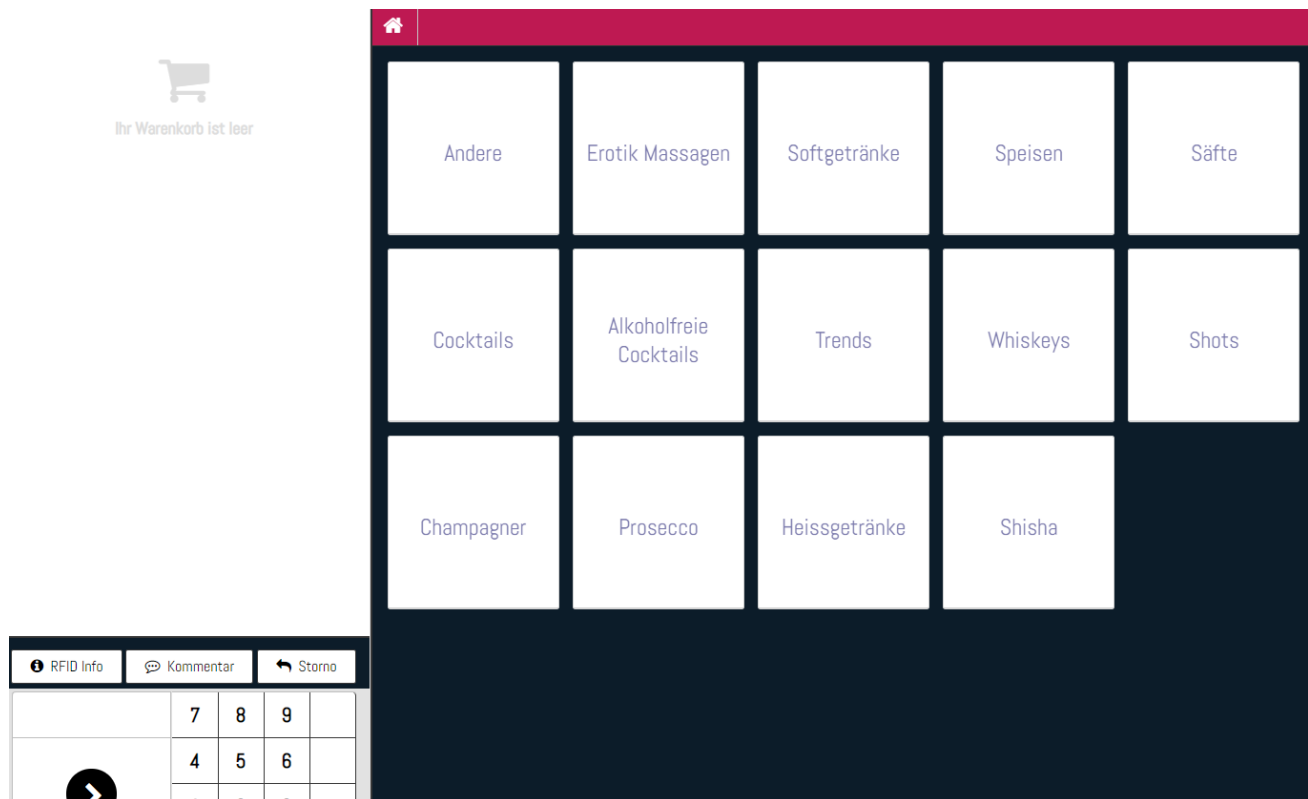 Ihr Warenkorb ist leer
Andere
Erotik Massagen
Softgetränke
Speisen
Säfte
Cocktails
Alkoholfreie
Cocktails
Trends
Whiskeys
Shots
Champagner
Prosecco
Heissgetränke
Shisha
RFID Info
Kommentar
Storno
7 8 9
4 5 6